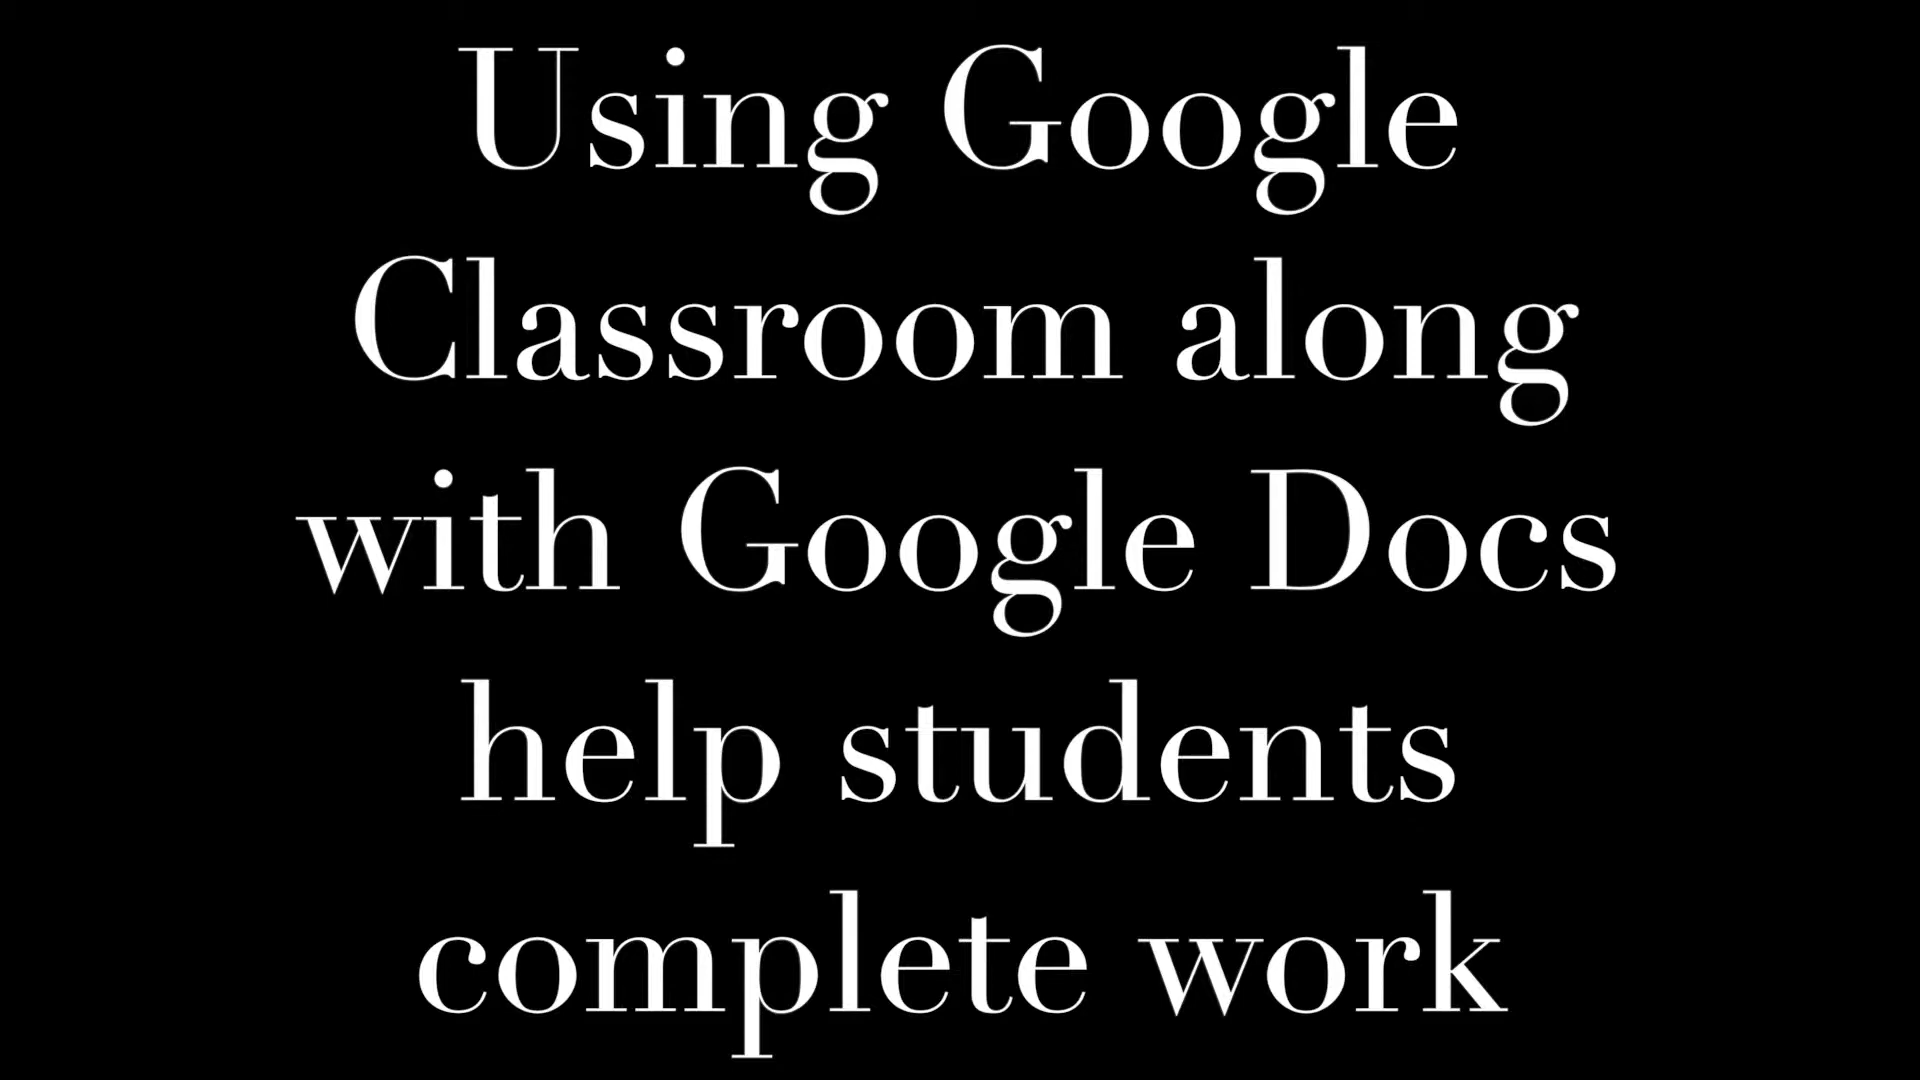 Using Google
Classroom along
with Google Docs
help students
complete work